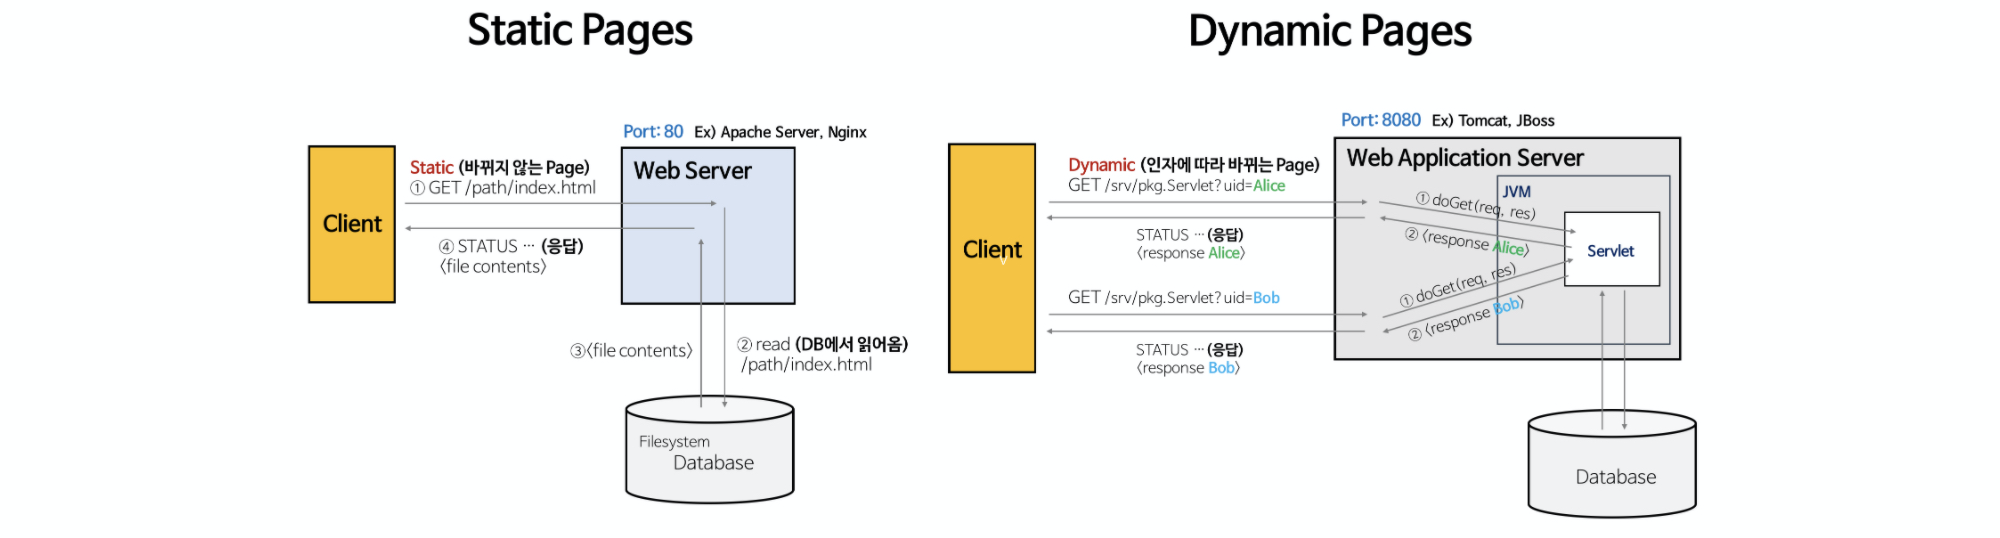 Static Pages
Port: 80 Ex) Apache Server, Nginx
Client
Static (바뀌지 않는 Page)
① GET /path/index.html
④ STATUS ··· (응답)
〈file contents〉
Web Server
③〈file contents〉
② read (DB에서 읽어옴)
/path/index.html
Filesystem
Database
Dynamic Pages
Port: 8080 Ex) Tomcat, JBoss
Client
Dynamic (인자에 따라 바뀌는 Page)
GET /srv/pkg.Servlet? uid=Alice
STATUS ··· (응답)
〈response Alice〉
GET /srv/pkg.Servlet? uid=Bob
STATUS ··· (응답)
〈response Bob〉
Web Application Server
JVM
① doGet(req, res)
② 〈response Alice〉
① doGet(req, res)
② 〈response Bob〉
Servlet
Database